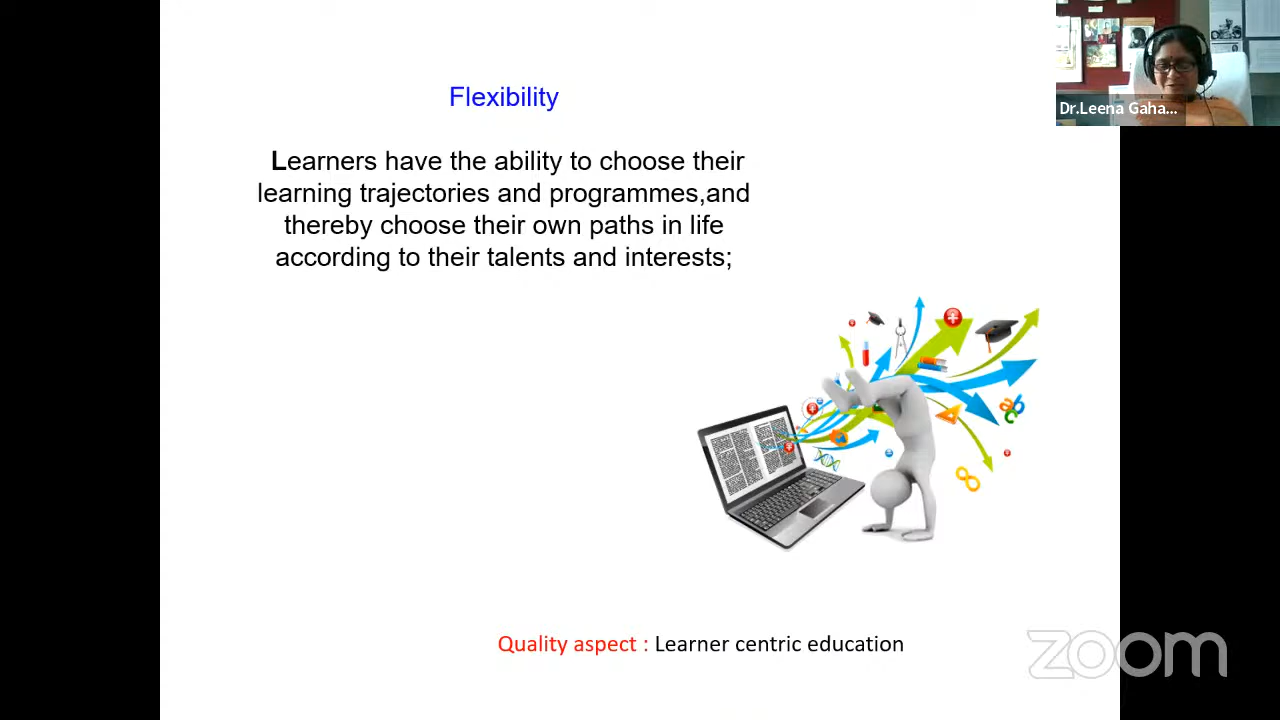 Flexibility
Learners have the ability to choose their
learning trajectories and programmes,and
thereby choose their own paths in life
according to their talents and interests;
Quality aspect : Learner centric education
Dr.Leena Gaha...
zoom